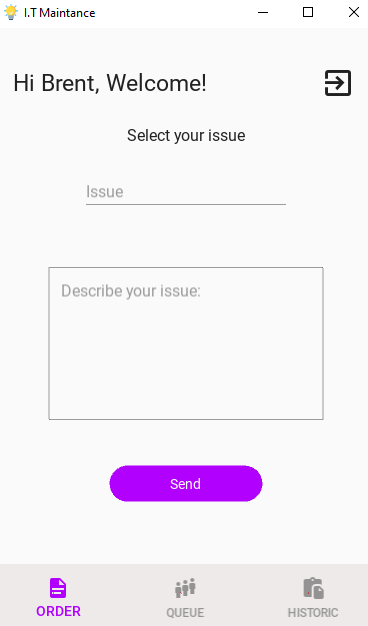 I.T Maintance
Hi Brent, Welcome!
Select your issue
Issue
Describe your issue:
Send
ORDER QUEUE HISTORIC